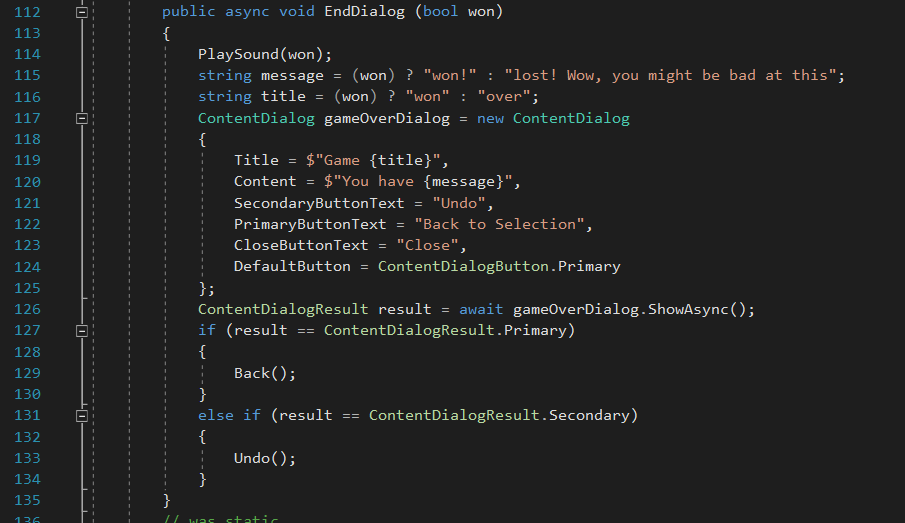 112 public async void EndDialog (bool won)
113 {
114 PlaySound(won);
115 string message = (won) ? "won!" : "lost! Wow, you might be bad at this";
116 string title = (won) ? "won" : "over";
117 ContentDialog gameOverDialog = new ContentDialog
118 {
119 Title = $"Game {title}",
120 Content = $"You have {message}",
121 SecondaryButtonText = "Undo",
122 PrimaryButtonText = "Back to Selection",
123 CloseButtonText = "Close",
124 DefaultButton = ContentDialogButton.Primary
125 };
126 ContentDialogResult result = await gameOverDialog.ShowAsync();
127 if (result == ContentDialogResult.Primary)
128 {
129 Back();
130 }
131 else if (result == ContentDialogResult.Secondary)
132 {
133 Undo();
134 }
135 }
136 // was static